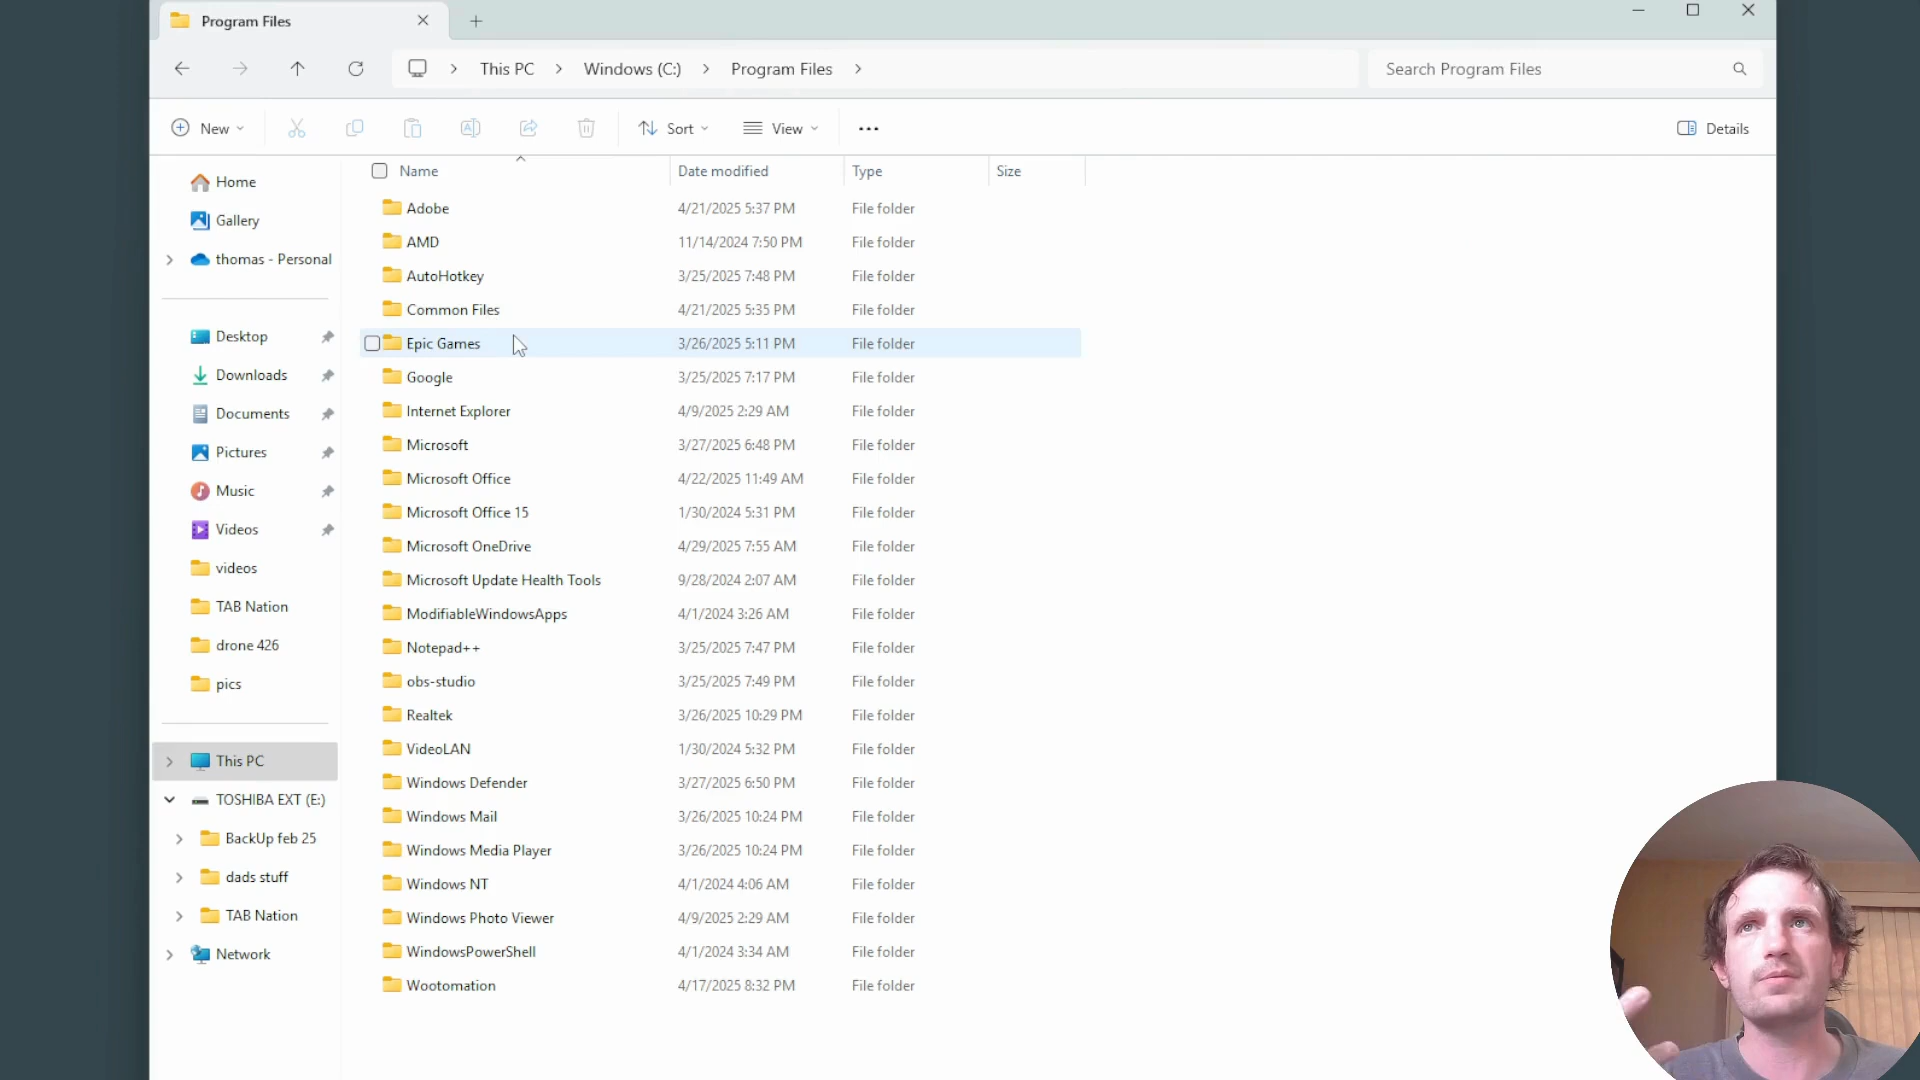 Program Files
This PC > Windows (C:) > Program Files >
Search Program Files
New
Sort
View
Details
Name
Date modified
Type
Size
Home
Gallery
thomas - Personal
Desktop
Downloads
Documents
Pictures
Music
Videos
videos
TAB Nation
drone 426
pics
This PC
TOSHIBA EXT (E:)
BackUp feb 25
dads stuff
TAB Nation
Network
Adobe 4/21/2025 5:37 PM File folder
AMD 11/14/2024 7:50 PM File folder
AutoHotkey 3/25/2025 7:48 PM File folder
Common Files 4/21/2025 5:35 PM File folder
Epic Games 3/26/2025 5:11 PM File folder
Google 3/25/2025 7:17 PM File folder
Internet Explorer 4/9/2025 2:29 AM File folder
Microsoft 3/27/2025 6:48 PM File folder
Microsoft Office 4/22/2025 11:49 AM File folder
Microsoft Office 15 1/30/2024 5:31 PM File folder
Microsoft OneDrive 4/29/2025 7:55 AM File folder
Microsoft Update Health Tools 9/28/2024 2:07 AM File folder
ModifiableWindowsApps 4/1/2024 3:26 AM File folder
Notepad++ 3/25/2025 7:47 PM File folder
obs-studio 3/25/2025 7:49 PM File folder
Realtek 3/26/2025 10:29 PM File folder
VideoLAN 1/30/2024 5:32 PM File folder
Windows Defender 3/27/2025 6:50 PM File folder
Windows Mail 3/26/2025 10:24 PM File folder
Windows Media Player 3/26/2025 10:24 PM File folder
Windows NT 4/1/2024 4:06 AM File folder
Windows Photo Viewer 4/9/2025 2:29 AM File folder
WindowsPowerShell 4/1/2024 3:34 AM File folder
Wootomation 4/17/2025 8:32 PM File folder